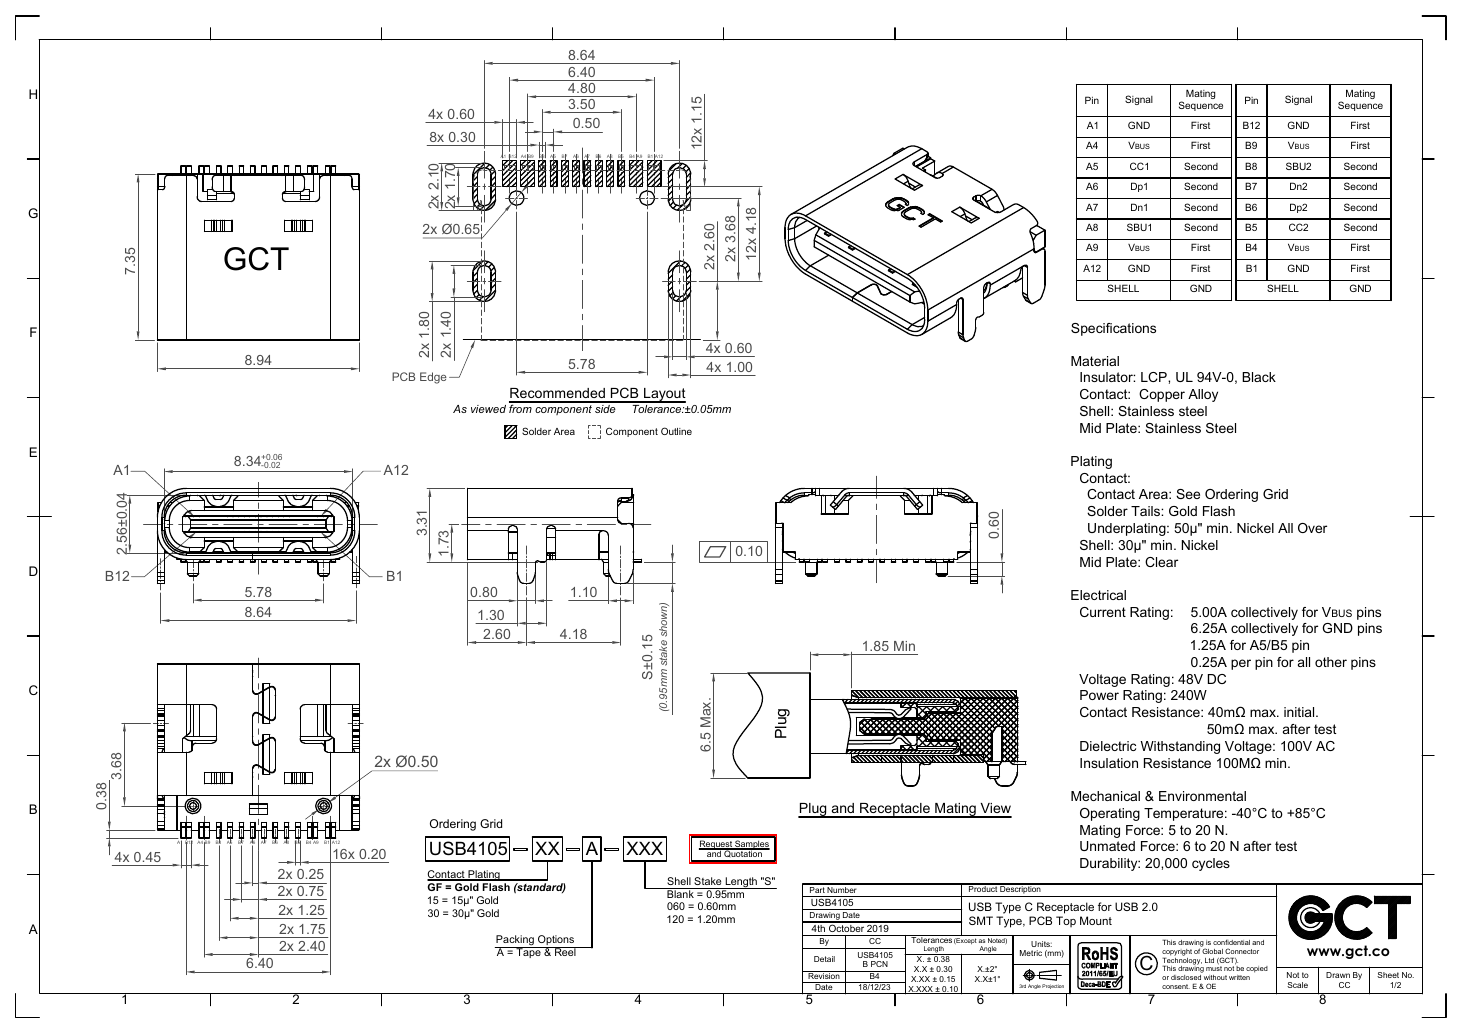 H
G
F
E
D
C
B
A
1
2
3
4
5
6
7
8
7.35
GCT
8.94
8.64
6.40
4.80
3.50
0.50
4x 0.60
8x 0.30
12x 1.15
2x 2.10
2x 1.70
2x Ø0.65
2x 2.60
2x 3.68
12x 4.18
2x 1.80
2x 1.40
PCB Edge
5.78
4x 0.60
4x 1.00
Recommended PCB Layout
As viewed from component side Tolerance:±0.05mm
Solder Area
Component Outline
GCT
Pin Signal Mating Sequence Pin Signal Mating Sequence
A1 GND First B12 GND First
A4 VBUS First B9 VBUS First
A5 CC1 Second B8 SBU2 Second
A6 Dp1 Second B7 Dn2 Second
A7 Dn1 Second B6 Dp2 Second
A8 SBU1 Second B5 CC2 Second
A9 VBUS First B4 VBUS First
A12 GND First B1 GND First
SHELL GND SHELL GND
Specifications
Material
Insulator: LCP, UL 94V-0, Black
Contact: Copper Alloy
Shell: Stainless steel
Mid Plate: Stainless Steel
Plating
Contact:
Contact Area: See Ordering Grid
Solder Tails: Gold Flash
Underplating: 50µ" min. Nickel All Over
Shell: 30µ" min. Nickel
Mid Plate: Clear
Electrical
Current Rating: 5.00A collectively for VBUS pins
6.25A collectively for GND pins
1.25A for A5/B5 pin
0.25A per pin for all other pins
Voltage Rating: 48V DC
Power Rating: 240W
Contact Resistance: 40mΩ max. initial.
50mΩ max. after test
Dielectric Withstanding Voltage: 100V AC
Insulation Resistance 100MΩ min.
Mechanical & Environmental
Operating Temperature: -40°C to +85°C
Mating Force: 5 to 20 N.
Unmated Force: 6 to 20 N after test
Durability: 20,000 cycles
8.34 +0.06 -0.02
A1
A12
2.56±0.04
B12
B1
5.78
8.64
3.31
1.73
0.80
1.10
1.30
2.60
4.18
S±0.15
(0.95mm stake shown)
0.10
0.60
1.85 Min
6.5 Max.
Plug
Plug and Receptacle Mating View
3.68
0.38
2x Ø0.50
4x 0.45
16x 0.20
2x 0.25
2x 0.75
2x 1.25
2x 1.75
2x 2.40
6.40
Ordering Grid
USB4105 XX A XXX
Request Samples
and Quotation
Contact Plating
GF = Gold Flash (standard)
15 = 15µ" Gold
30 = 30µ" Gold
Packing Options
A = Tape & Reel
Shell Stake Length "S"
Blank = 0.95mm
060 = 0.60mm
120 = 1.20mm
Part Number
USB4105
Drawing Date
4th October 2019
Product Description
USB Type C Receptacle for USB 2.0
SMT Type, PCB Top Mount
By CC
Detail USB4105 B PCN
Revision B4
Date 18/12/23
Tolerances (Except as Noted)
Length Angle
X. ± 0.38
X.X ± 0.30 X.±2°
X.XX ± 0.15 X.X±1°
X.XXX ± 0.10
Units:
Metric (mm)
3rd Angle Projection
RoHS
COMPLIANT
2011/65/EU
Deca-BDE
C
This drawing is confidential and
copyright of Global Connector
Technology, Ltd (GCT).
This drawing must not be copied
or disclosed without written
consent. E & OE
GCT
www.gct.co
Not to Scale
Drawn By CC
Sheet No. 1/2